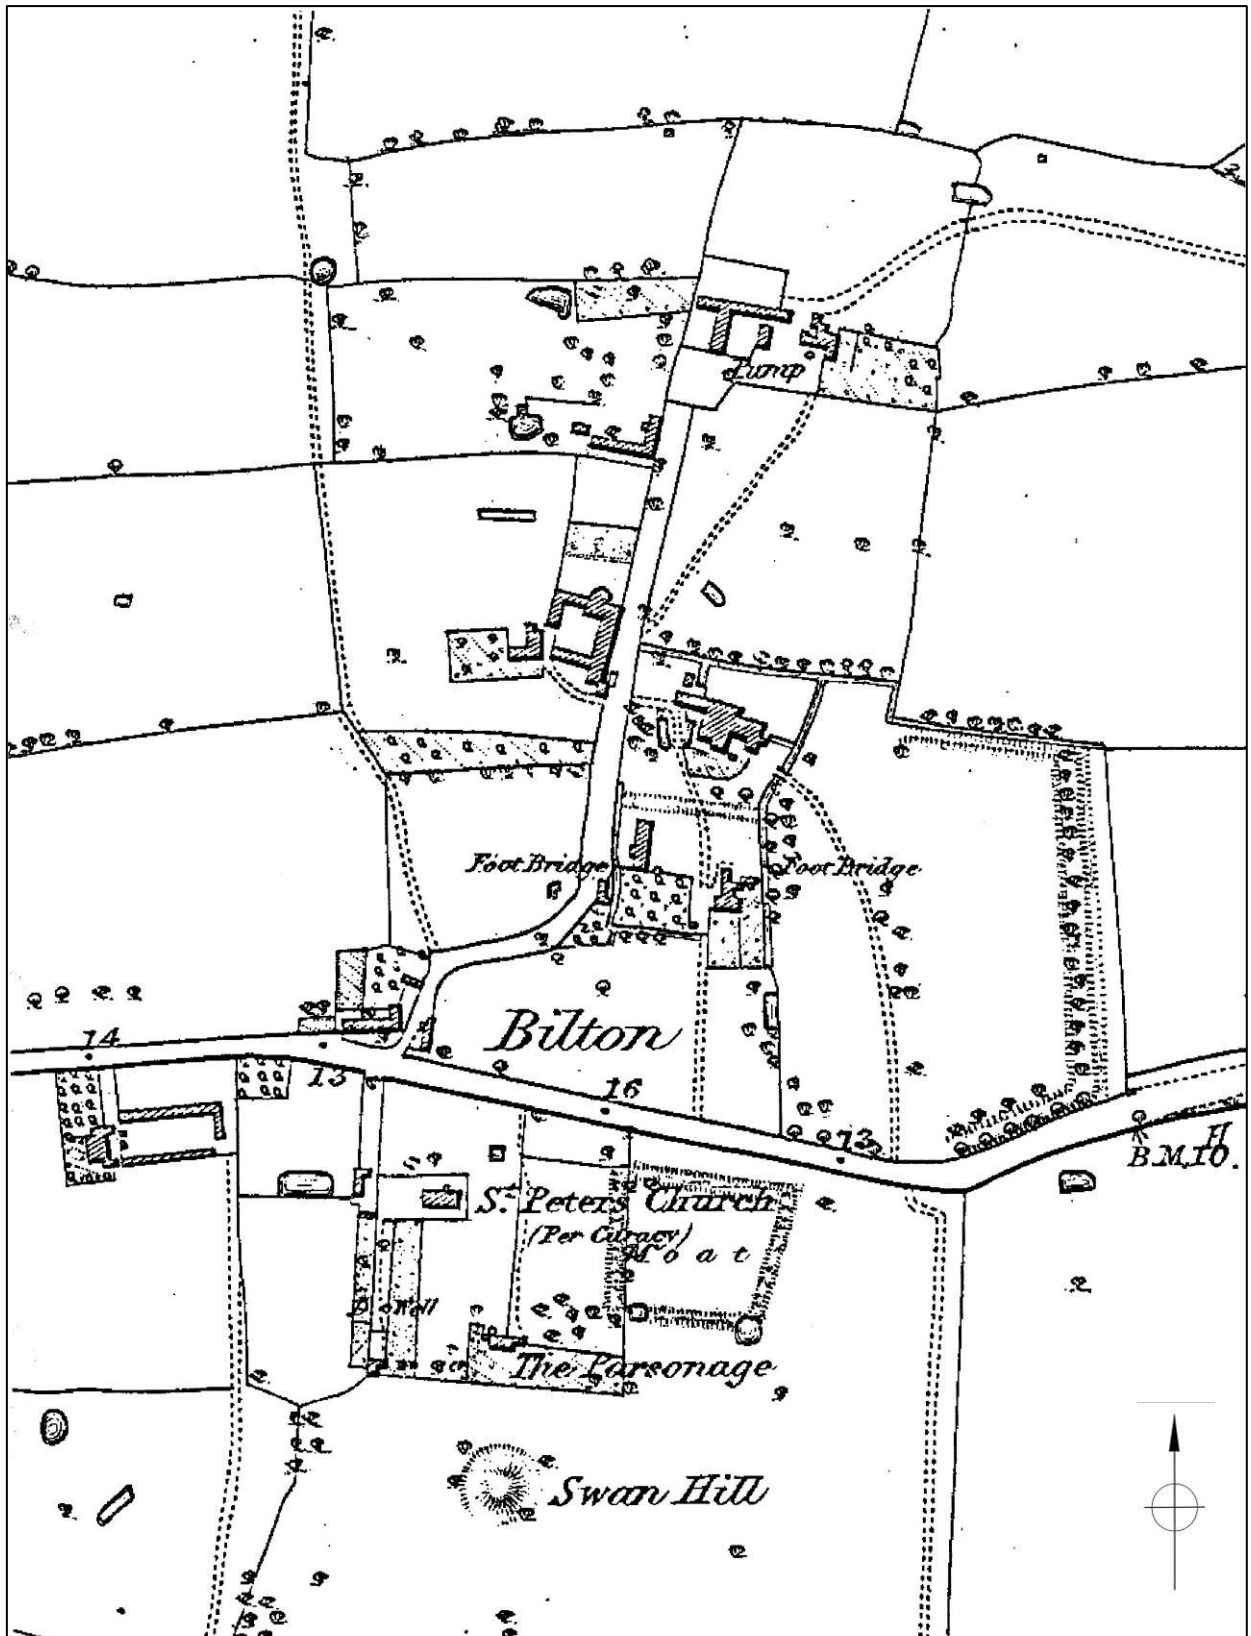 Pump
Foot Bridge
Foot Bridge
Bilton
14
13
16
13
B.M.16.
St. Peters Church
(Per Curacy)
Moat
Well
The Parsonage
Swan Hill